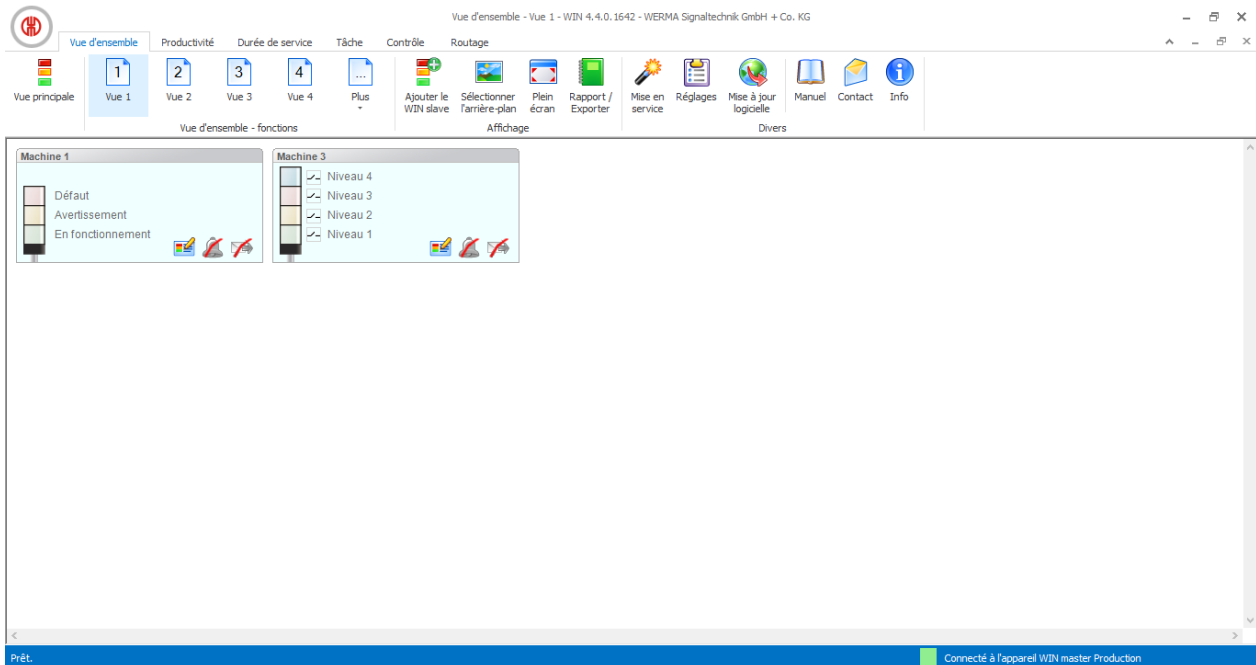 Vue d'ensemble - Vue 1 - WIN 4.4.0.1642 - WERMA Signaltechnik GmbH + Co. KG
Vue d'ensemble Productivité Durée de service Tâche Contrôle Routage
1 2 3 4 ...
Vue principale Vue 1 Vue 2 Vue 3 Vue 4 Plus Ajouter le WIN slave Sélectionner l'arrière-plan Plein écran Rapport / Exporter Mise en service Réglages Mise à jour logicielle Manuel Contact Info
Vue d'ensemble - fonctions Affichage Divers
Machine 1
Défaut
Avertissement
En fonctionnement
Machine 3
Niveau 4
Niveau 3
Niveau 2
Niveau 1
Prêt. Connecté à l'appareil WIN master Production